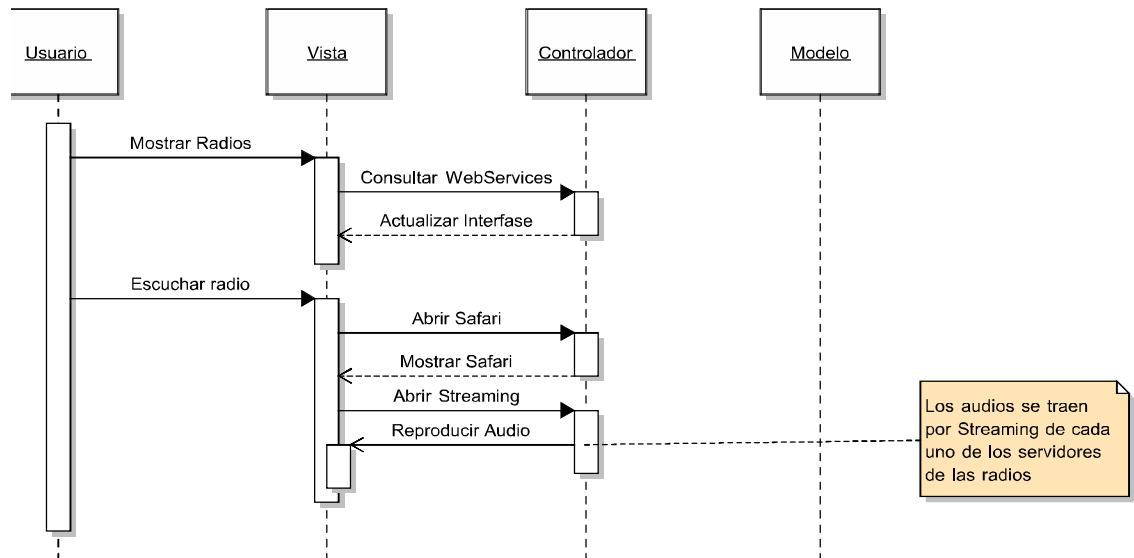 Usuario
Vista
Controlador
Modelo
Mostrar Radios
Consultar WebServices
Actualizar Interfase
Escuchar radio
Abrir Safari
Mostrar Safari
Abrir Streaming
Reproducir Audio
Los audios se traen
por Streaming de cada
uno de los servidores
de las radios